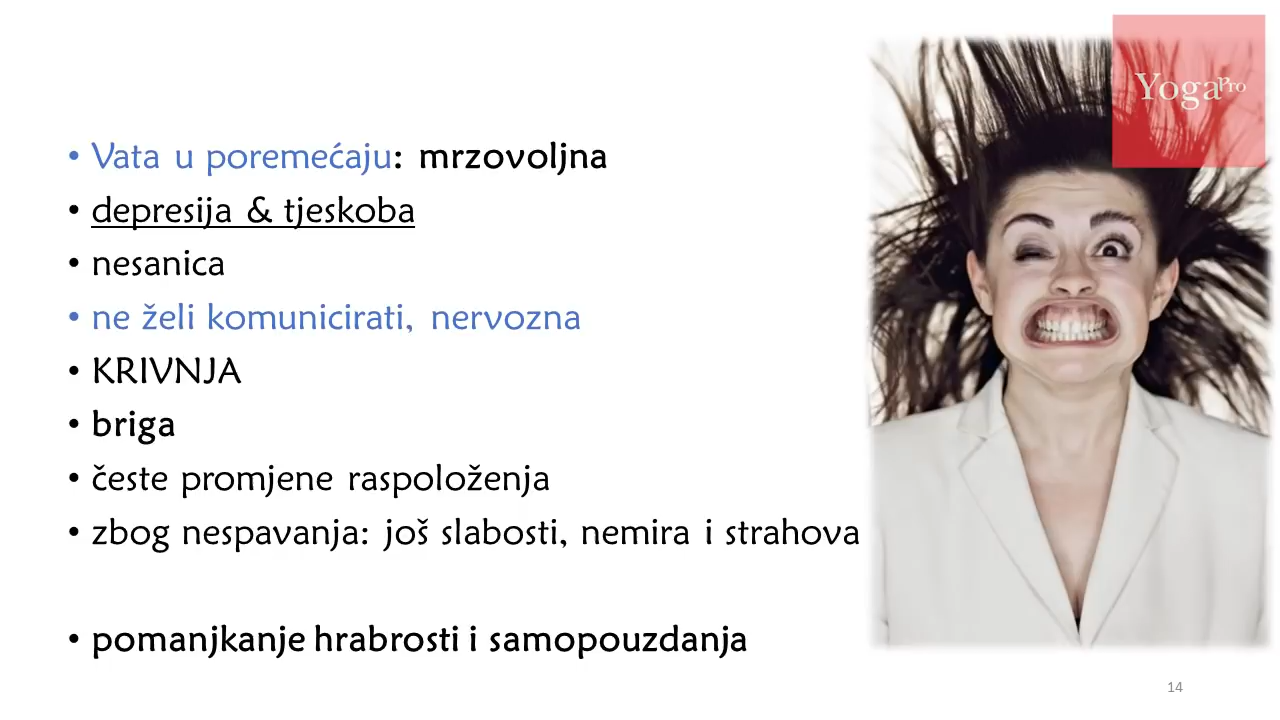 YogaPro
Vata u poremećaju: mrzovoljna
depresija & tjeskoba
nesanica
ne želi komunicirati, nervozna
KRIVNJA
briga
česte promjene raspoloženja
zbog nespavanja: još slabosti, nemira i strahova
pomanjkanje hrabrosti i samopouzdanja
14